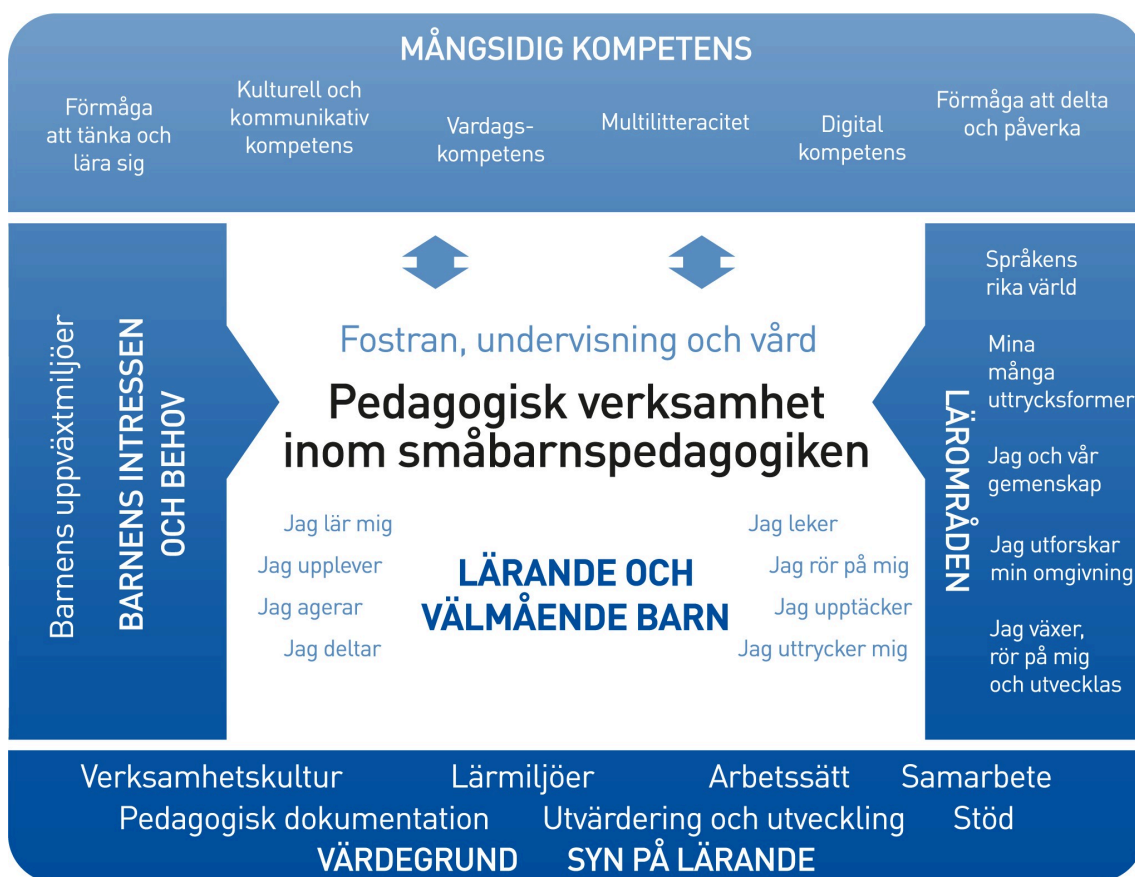 MÅNGSIDIG KOMPETENS
Förmåga
att tänka och
lära sig
Kulturell och
kommunikativ
kompetens
Vardags-
kompetens
Multilitteracitet
Digital
kompetens
Förmåga att delta
och påverka
Barnens uppväxtmiljöer
BARNENS INTRESSEN
OCH BEHOV
Fostran, undervisning och vård
Pedagogisk verksamhet
inom småbarnspedagogiken
Jag lär mig
Jag upplever
Jag agerar
Jag deltar
LÄRANDE OCH
VÄLMÅENDE BARN
Jag leker
Jag rör på mig
Jag upptäcker
Jag uttrycker mig
LÄROMRÅDEN
Språkens
rika värld
Mina
många
uttrycksformer
Jag och vår
gemenskap
Jag utforskar
min omgivning
Jag växer,
rör på mig
och utvecklas
Verksamhetskultur Lärmiljöer Arbetssätt Samarbete
Pedagogisk dokumentation Utvärdering och utveckling Stöd
VÄRDEGRUND SYN PÅ LÄRANDE